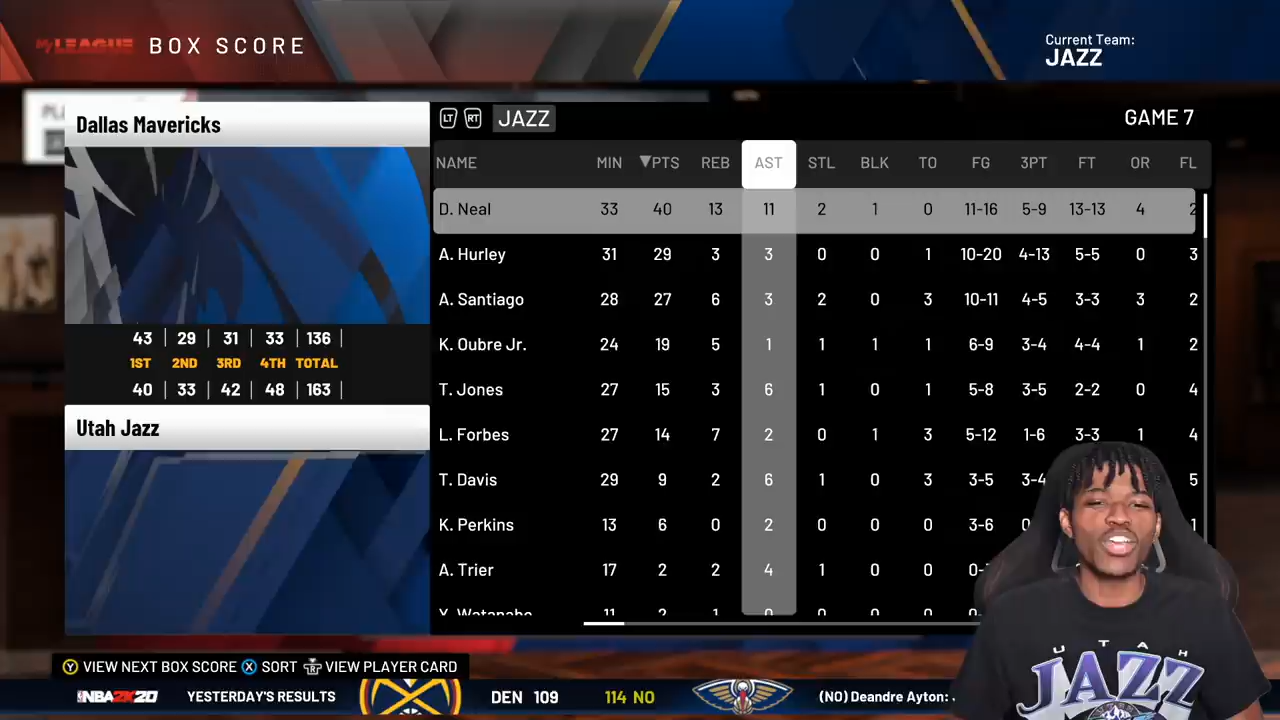 MyLEAGUE BOX SCORE
Current Team:
JAZZ
Dallas Mavericks
43 | 29 | 31 | 33 | 136 |
1ST 2ND 3RD 4TH TOTAL
40 | 33 | 42 | 48 | 163 |
Utah Jazz
LT RT JAZZ GAME 7
NAME MIN ▼PTS REB AST STL BLK TO FG 3PT FT OR FL
D. Neal 33 40 13 11 2 1 0 11-16 5-9 13-13 4 2
A. Hurley 31 29 3 3 0 0 1 10-20 4-13 5-5 0 3
A. Santiago 28 27 6 3 2 0 3 10-11 4-5 3-3 3 2
K. Oubre Jr. 24 19 5 1 1 1 1 6-9 3-4 4-4 1 2
T. Jones 27 15 3 6 1 0 1 5-8 3-5 2-2 0 4
L. Forbes 27 14 7 2 0 1 3 5-12 1-6 3-3 1 4
T. Davis 29 9 2 6 1 0 3 3-5 3-4 5
K. Perkins 13 6 0 2 0 0 0 3-6 1
A. Trier 17 2 2 4 1 0 0
Y. Watanabe 11 2 1 0 0 0 0
Y VIEW NEXT BOX SCORE X SORT R VIEW PLAYER CARD
NBA2K20 YESTERDAY'S RESULTS DEN 109 114 NO (NO) Deandre Ayton:
UTAH
JAZZ